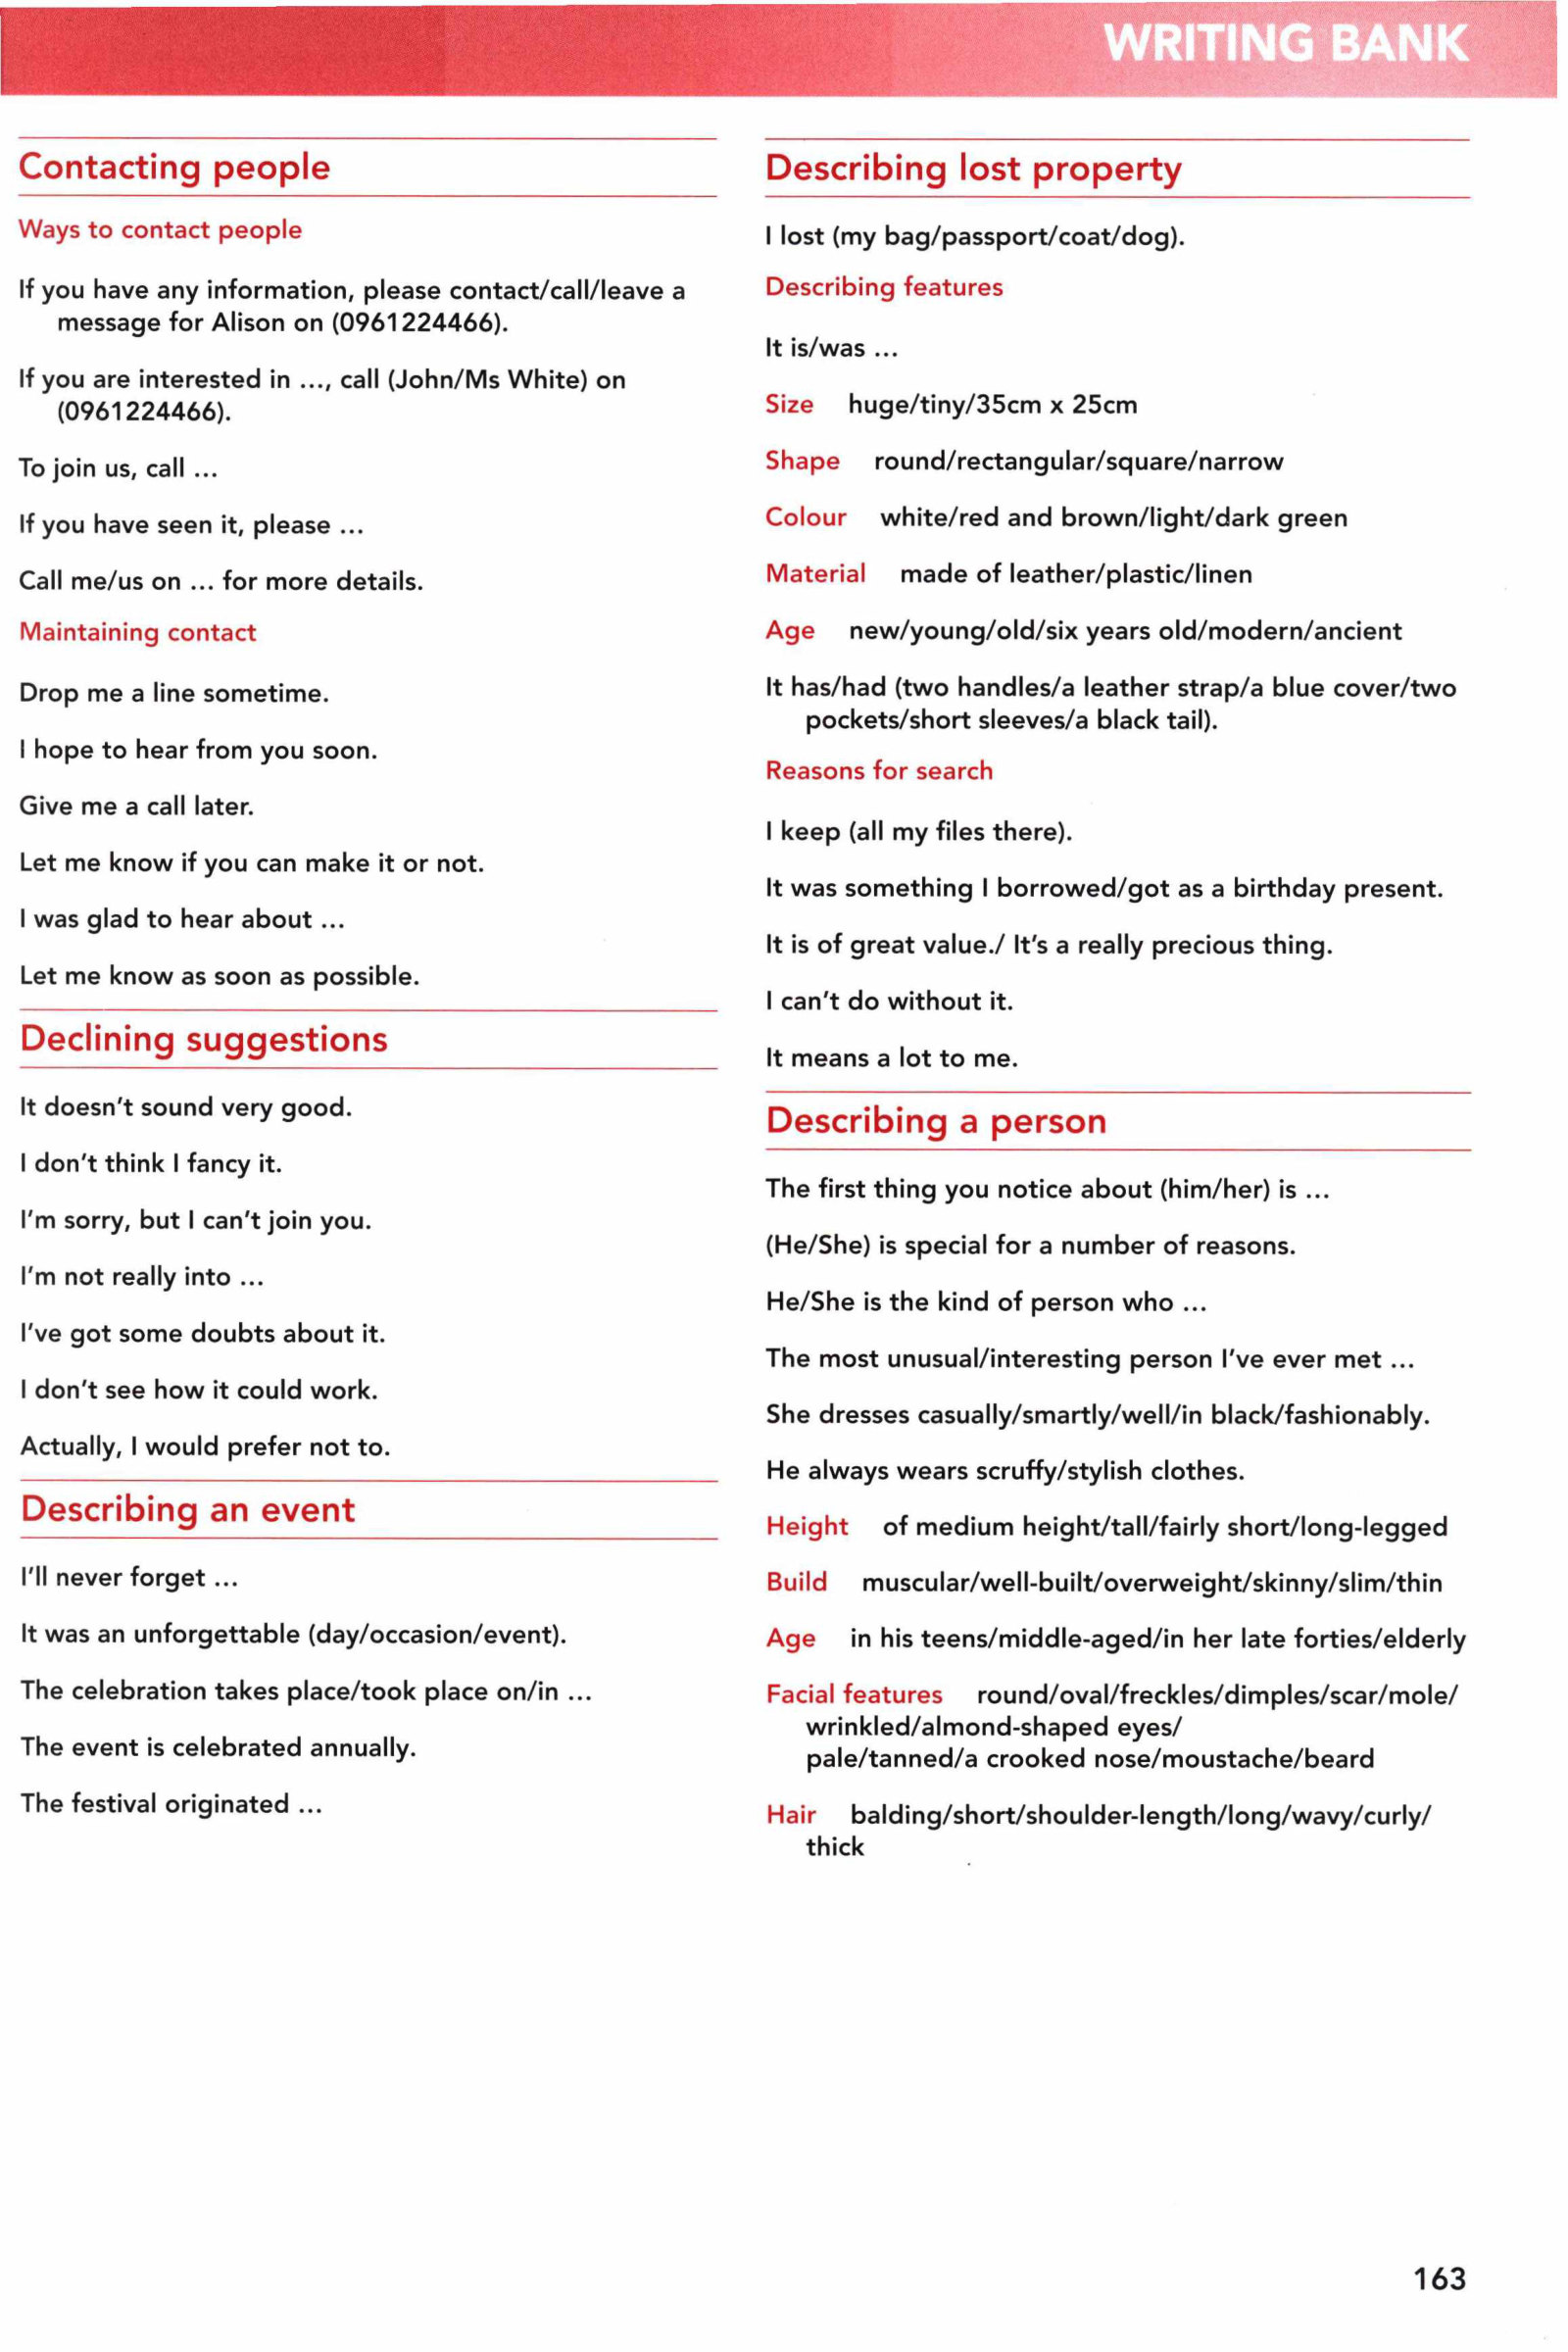 WRITING BANK
Contacting people
Ways to contact people
If you have any information, please contact/call/leave a
message for Alison on (0961224466).
If you are interested in ..., call (John/Ms White) on
(0961224466).
To join us, call ...
If you have seen it, please ...
Call me/us on ... for more details.
Maintaining contact
Drop me a line sometime.
I hope to hear from you soon.
Give me a call later.
Let me know if you can make it or not.
I was glad to hear about ...
Let me know as soon as possible.
Declining suggestions
It doesn't sound very good.
I don't think I fancy it.
I'm sorry, but I can't join you.
I'm not really into ...
I've got some doubts about it.
I don't see how it could work.
Actually, I would prefer not to.
Describing an event
I'll never forget ...
It was an unforgettable (day/occasion/event).
The celebration takes place/took place on/in ...
The event is celebrated annually.
The festival originated ...
Describing lost property
I lost (my bag/passport/coat/dog).
Describing features
It is/was ...
Size huge/tiny/35cm x 25cm
Shape round/rectangular/square/narrow
Colour white/red and brown/light/dark green
Material made of leather/plastic/linen
Age new/young/old/six years old/modern/ancient
It has/had (two handles/a leather strap/a blue cover/two
pockets/short sleeves/a black tail).
Reasons for search
I keep (all my files there).
It was something I borrowed/got as a birthday present.
It is of great value./ It's a really precious thing.
I can't do without it.
It means a lot to me.
Describing a person
The first thing you notice about (him/her) is ...
(He/She) is special for a number of reasons.
He/She is the kind of person who ...
The most unusual/interesting person I've ever met ...
She dresses casually/smartly/well/in black/fashionably.
He always wears scruffy/stylish clothes.
Height of medium height/tall/fairly short/long-legged
Build muscular/well-built/overweight/skinny/slim/thin
Age in his teens/middle-aged/in her late forties/elderly
Facial features round/oval/freckles/dimples/scar/mole/
wrinkled/almond-shaped eyes/
pale/tanned/a crooked nose/moustache/beard
Hair balding/short/shoulder-length/long/wavy/curly/
thick
163